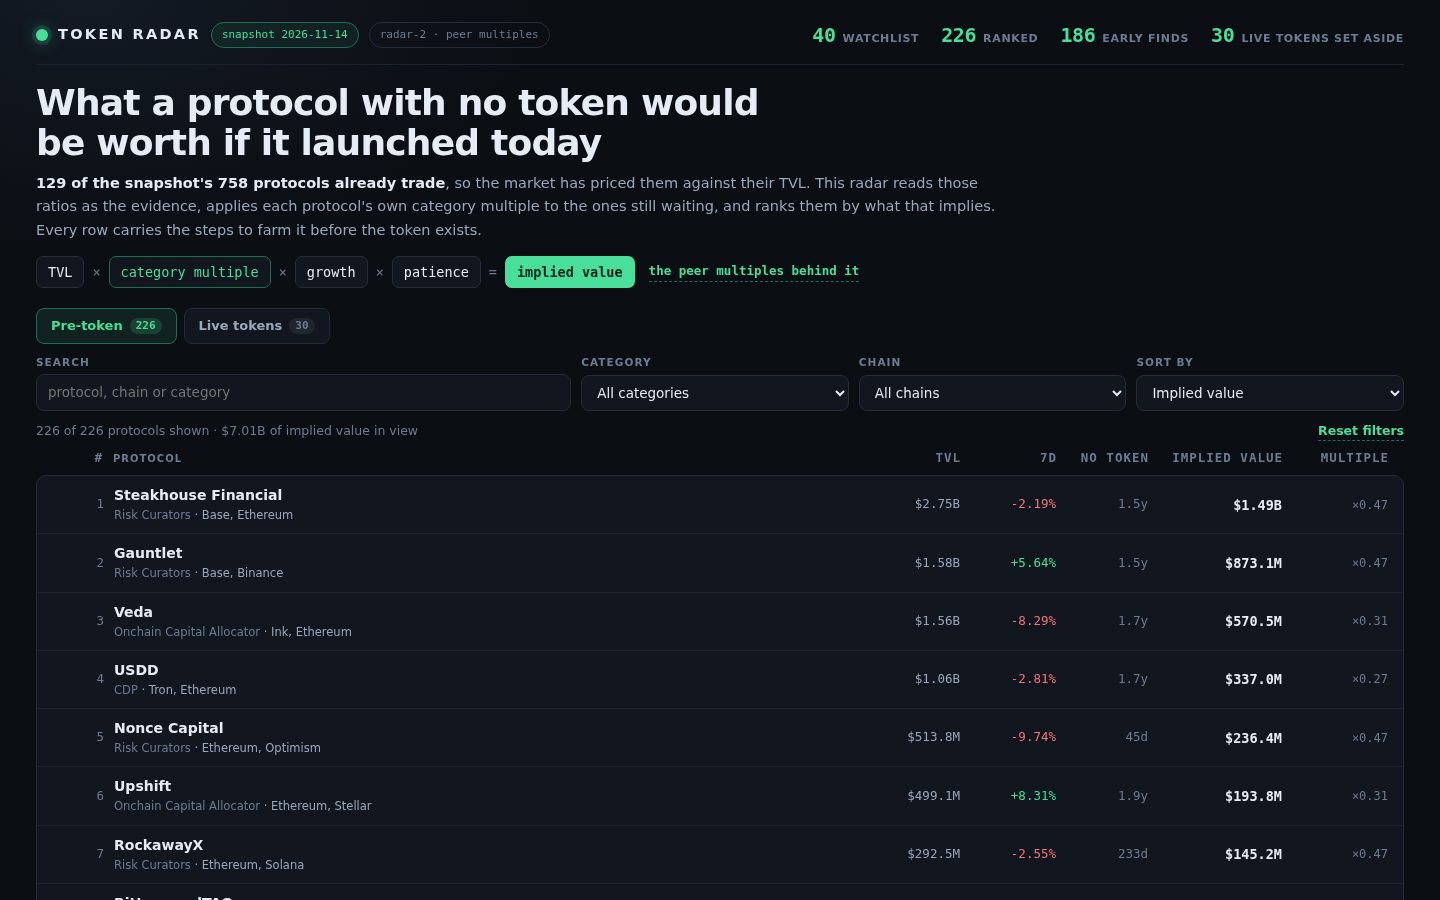 TOKEN RADAR snapshot 2026-11-14 radar-2 · peer multiples 40 WATCHLIST 226 RANKED 186 EARLY FINDS 30 LIVE TOKENS SET ASIDE
What a protocol with no token would
be worth if it launched today
129 of the snapshot's 758 protocols already trade, so the market has priced them against their TVL. This radar reads those
ratios as the evidence, applies each protocol's own category multiple to the ones still waiting, and ranks them by what that implies.
Every row carries the steps to farm it before the token exists.
TVL × category multiple × growth × patience = implied value the peer multiples behind it
Pre-token 226 Live tokens 30
SEARCH CATEGORY CHAIN SORT BY
protocol, chain or category All categories All chains Implied value
226 of 226 protocols shown · $7.01B of implied value in view Reset filters
# PROTOCOL TVL 7D NO TOKEN IMPLIED VALUE MULTIPLE
1 Steakhouse Financial $2.75B -2.19% 1.5y $1.49B ×0.47
Risk Curators · Base, Ethereum
2 Gauntlet $1.58B +5.64% 1.5y $873.1M ×0.47
Risk Curators · Base, Binance
3 Veda $1.56B -8.29% 1.7y $570.5M ×0.31
Onchain Capital Allocator · Ink, Ethereum
4 USDD $1.06B -2.81% 1.7y $337.0M ×0.27
CDP · Tron, Ethereum
5 Nonce Capital $513.8M -9.74% 45d $236.4M ×0.47
Risk Curators · Ethereum, Optimism
6 Upshift $499.1M +8.31% 1.9y $193.8M ×0.31
Onchain Capital Allocator · Ethereum, Stellar
7 RockawayX $292.5M -2.55% 233d $145.2M ×0.47
Risk Curators · Ethereum, Solana